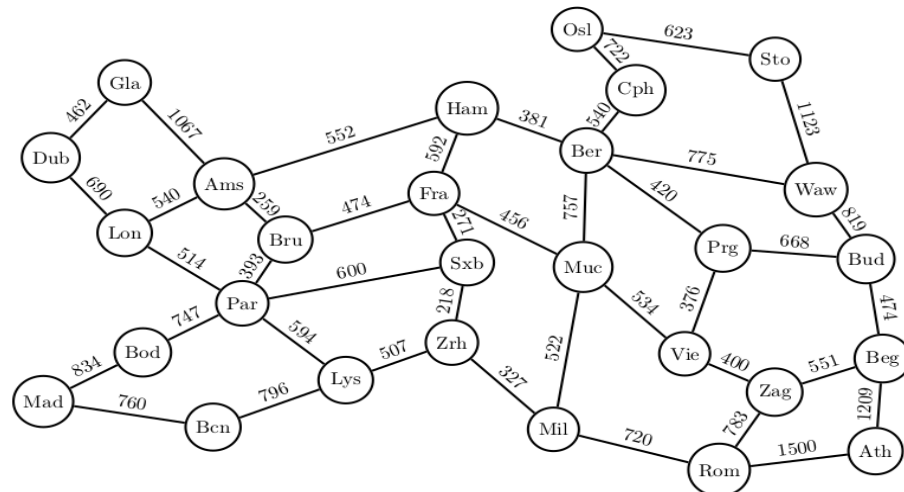 Osl
623
Sto
722
Gla
Cph
462
1067
Ham
381
540
1123
552
592
Ber
775
Dub
690
540
Ams
259
474
Fra
271
456
757
420
Waw
819
Lon
514
Bru
393
600
Sxb
Muc
Prg
668
Bud
Par
218
534
376
474
747
594
Bod
834
507
Zrh
327
522
Vie
400
551
Beg
Mad
760
796
Lys
Zag
1209
Bcn
Mil
720
783
1500
Ath
Rom